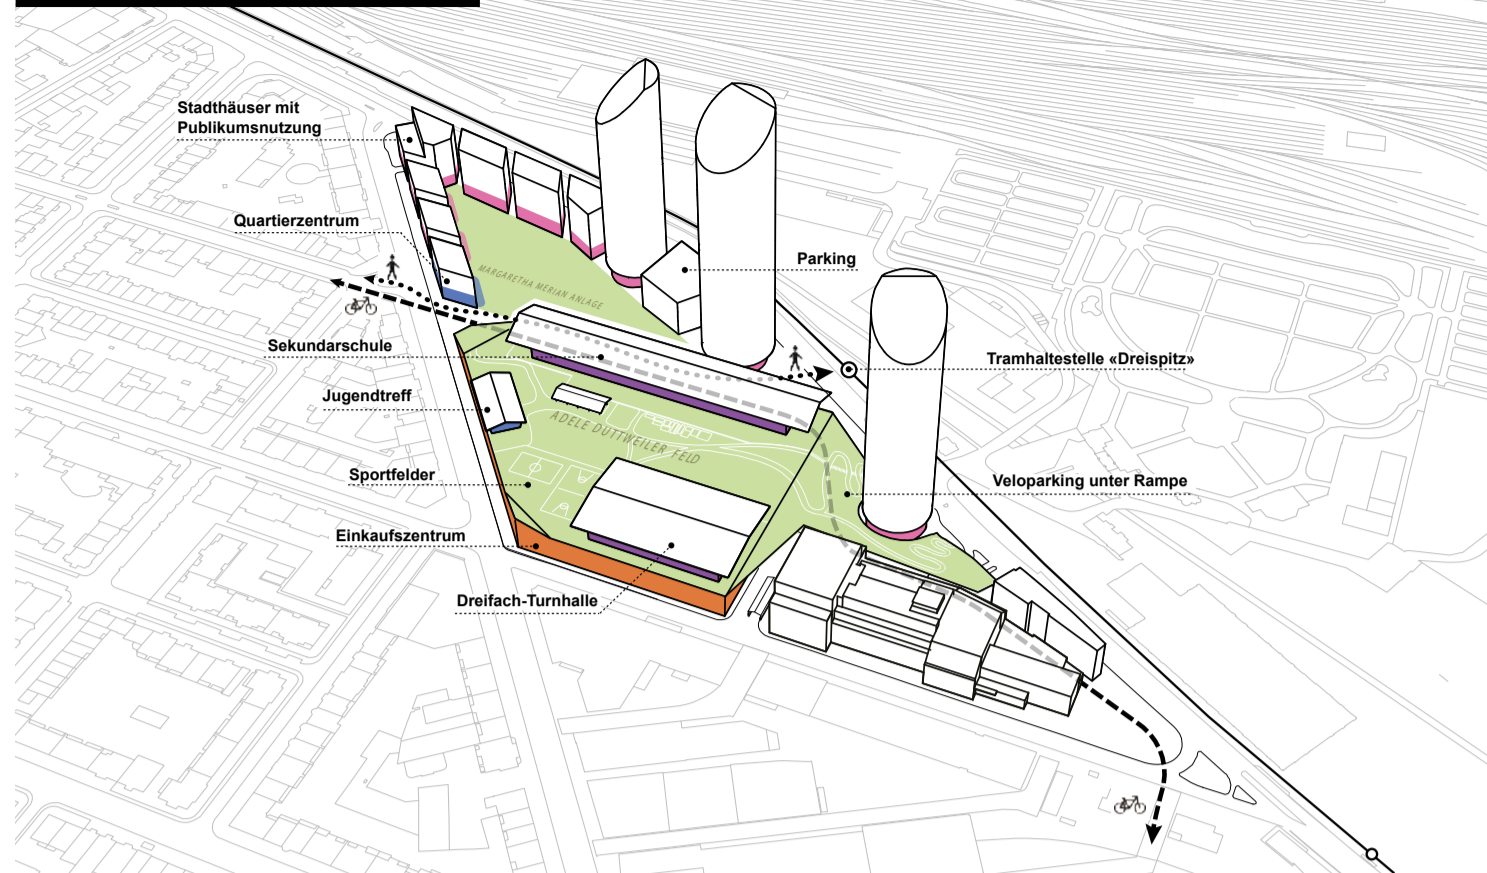 Stadthäuser mit
Publikumsnutzung
Quartierzentrum
MARGARETHA MERIAN ANLAGE
Parking
Sekundarschule
Tramhaltestelle «Dreispitz»
Jugendtreff
ADELE DUTTWEILER FELD
Sportfelder
Veloparking unter Rampe
Einkaufszentrum
Dreifach-Turnhalle